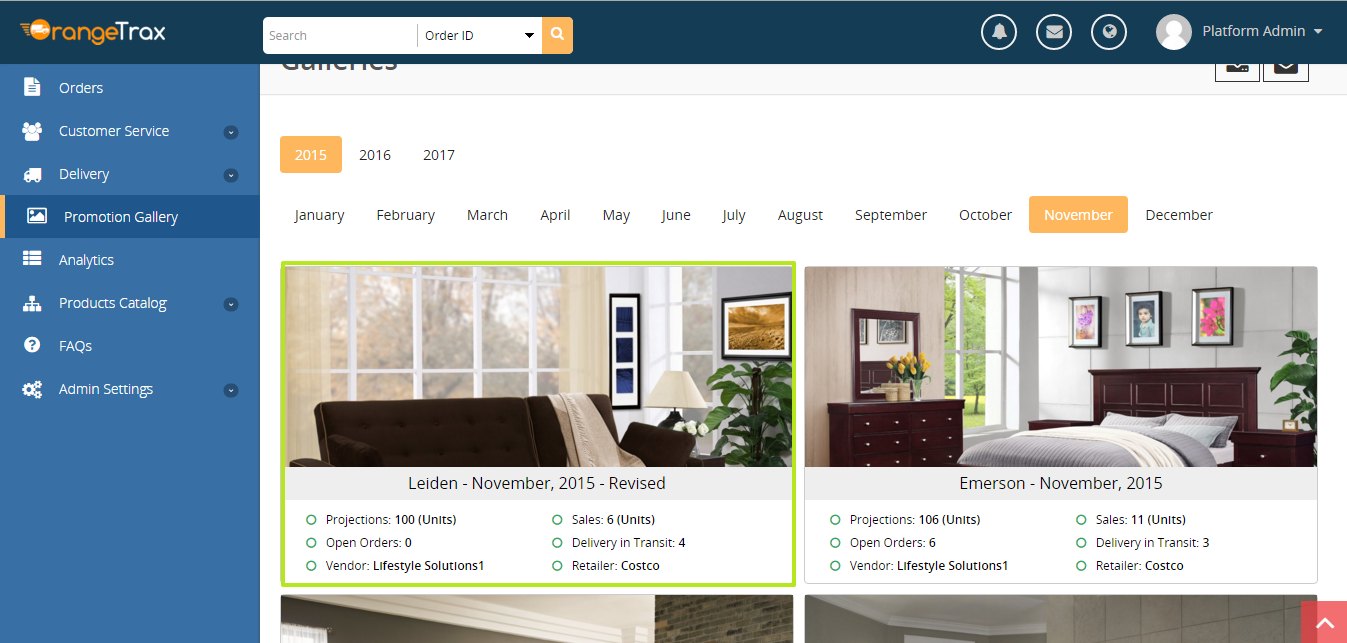 OrangeTrax
Search
Order ID
Platform Admin
Galleries
Orders
Customer Service
Delivery
Promotion Gallery
Analytics
Products Catalog
FAQs
Admin Settings
2015 2016 2017
January February March April May June July August September October November December
Leiden - November, 2015 - Revised
Projections: 100 (Units) Sales: 6 (Units)
Open Orders: 0 Delivery in Transit: 4
Vendor: Lifestyle Solutions1 Retailer: Costco
Emerson - November, 2015
Projections: 106 (Units) Sales: 11 (Units)
Open Orders: 6 Delivery in Transit: 3
Vendor: Lifestyle Solutions1 Retailer: Costco